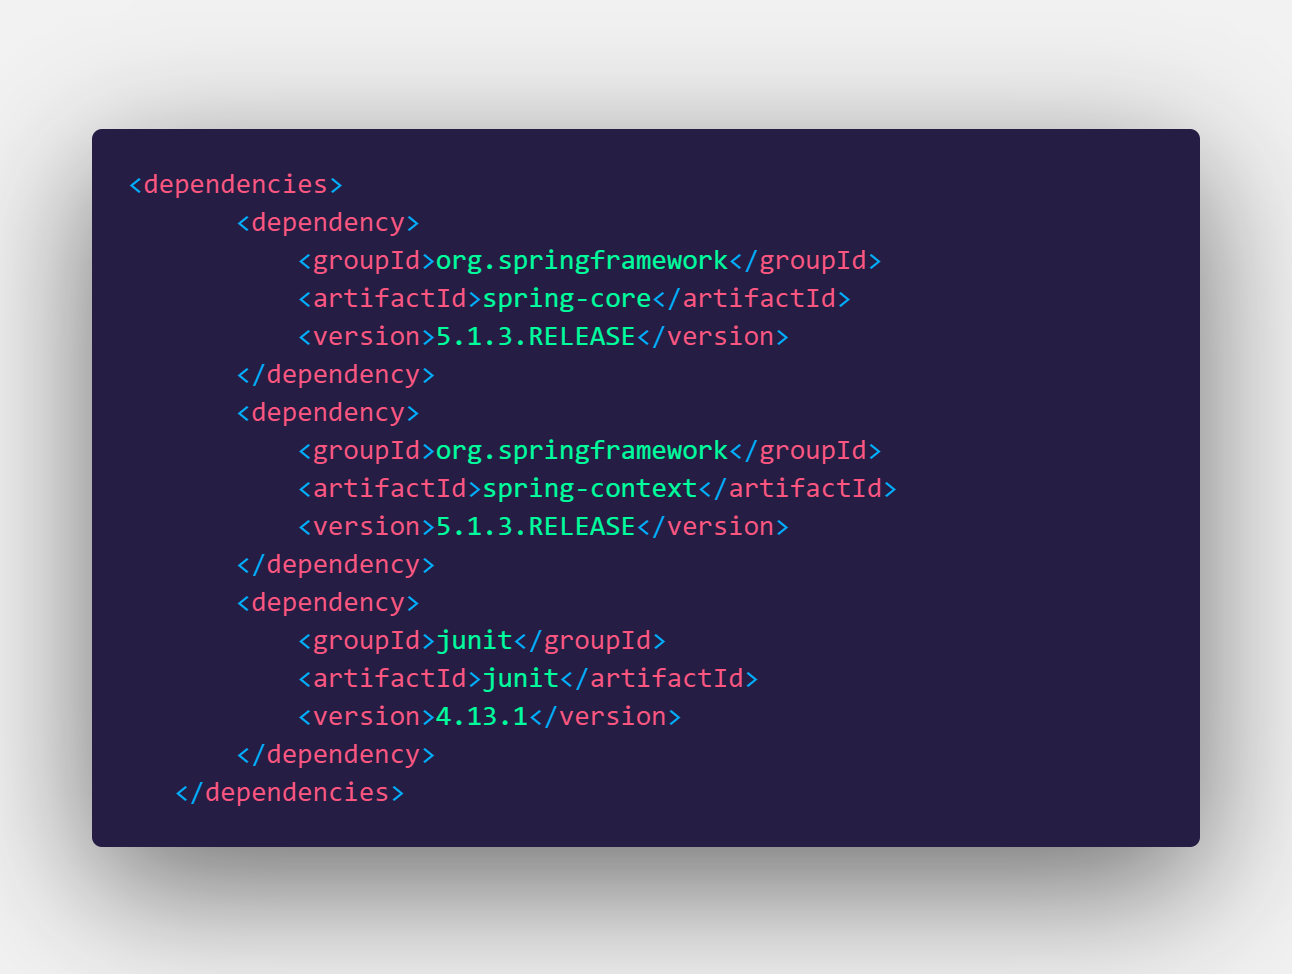 <dependencies>
        <dependency>
            <groupId>org.springframework</groupId>
            <artifactId>spring-core</artifactId>
            <version>5.1.3.RELEASE</version>
        </dependency>
        <dependency>
            <groupId>org.springframework</groupId>
            <artifactId>spring-context</artifactId>
            <version>5.1.3.RELEASE</version>
        </dependency>
        <dependency>
            <groupId>junit</groupId>
            <artifactId>junit</artifactId>
            <version>4.13.1</version>
        </dependency>
    </dependencies>